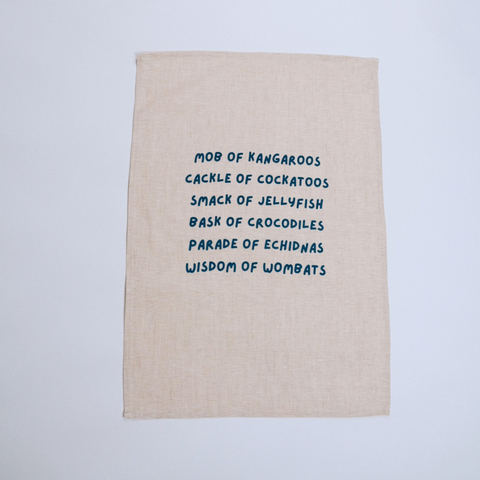 MOB OF KANGAROOS
CACKLE OF COCKATOOS
SMACK OF JELLYFISH
BASK OF CROCODILES
PARADE OF ECHIDNAS
WISDOM OF WOMBATS